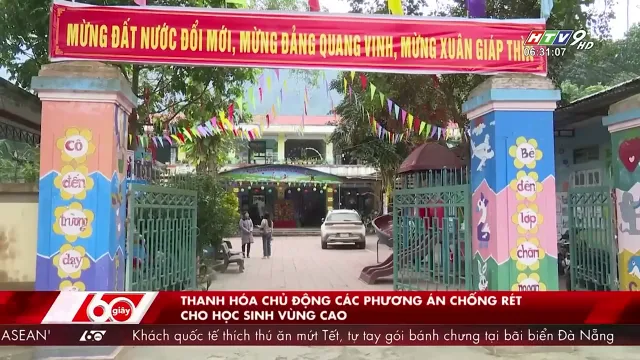 MỪNG ĐẤT NƯỚC ĐỔI MỚI, MỪNG ĐẢNG QUANG VINH, MỪNG XUÂN GIÁP THÌN
HTV9 HD
06:31:07
Cô
đến
trường
dạy
Bé
đến
lớp
chăm
ngoan
60 giây
THANH HÓA CHỦ ĐỘNG CÁC PHƯƠNG ÁN CHỐNG RÉT
CHO HỌC SINH VÙNG CAO
ASEAN' 60 Khách quốc tế thích thú ăn mứt Tết, tự tay gói bánh chưng tại bãi biển Đà Nẵng